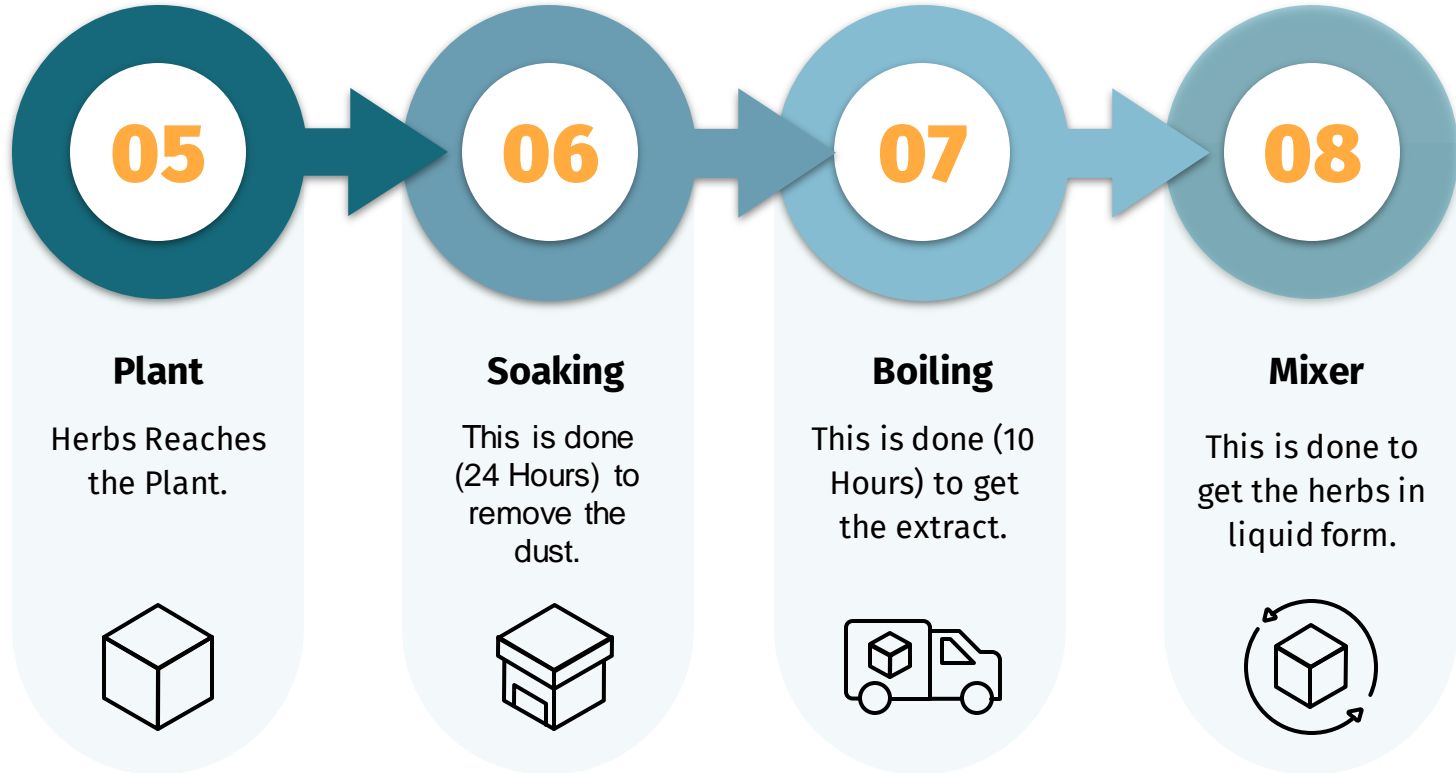 05
06
07
08
Plant
Herbs Reaches
the Plant.
Soaking
This is done
(24 Hours) to
remove the
dust.
Boiling
This is done (10
Hours) to get
the extract.
Mixer
This is done to
get the herbs in
liquid form.